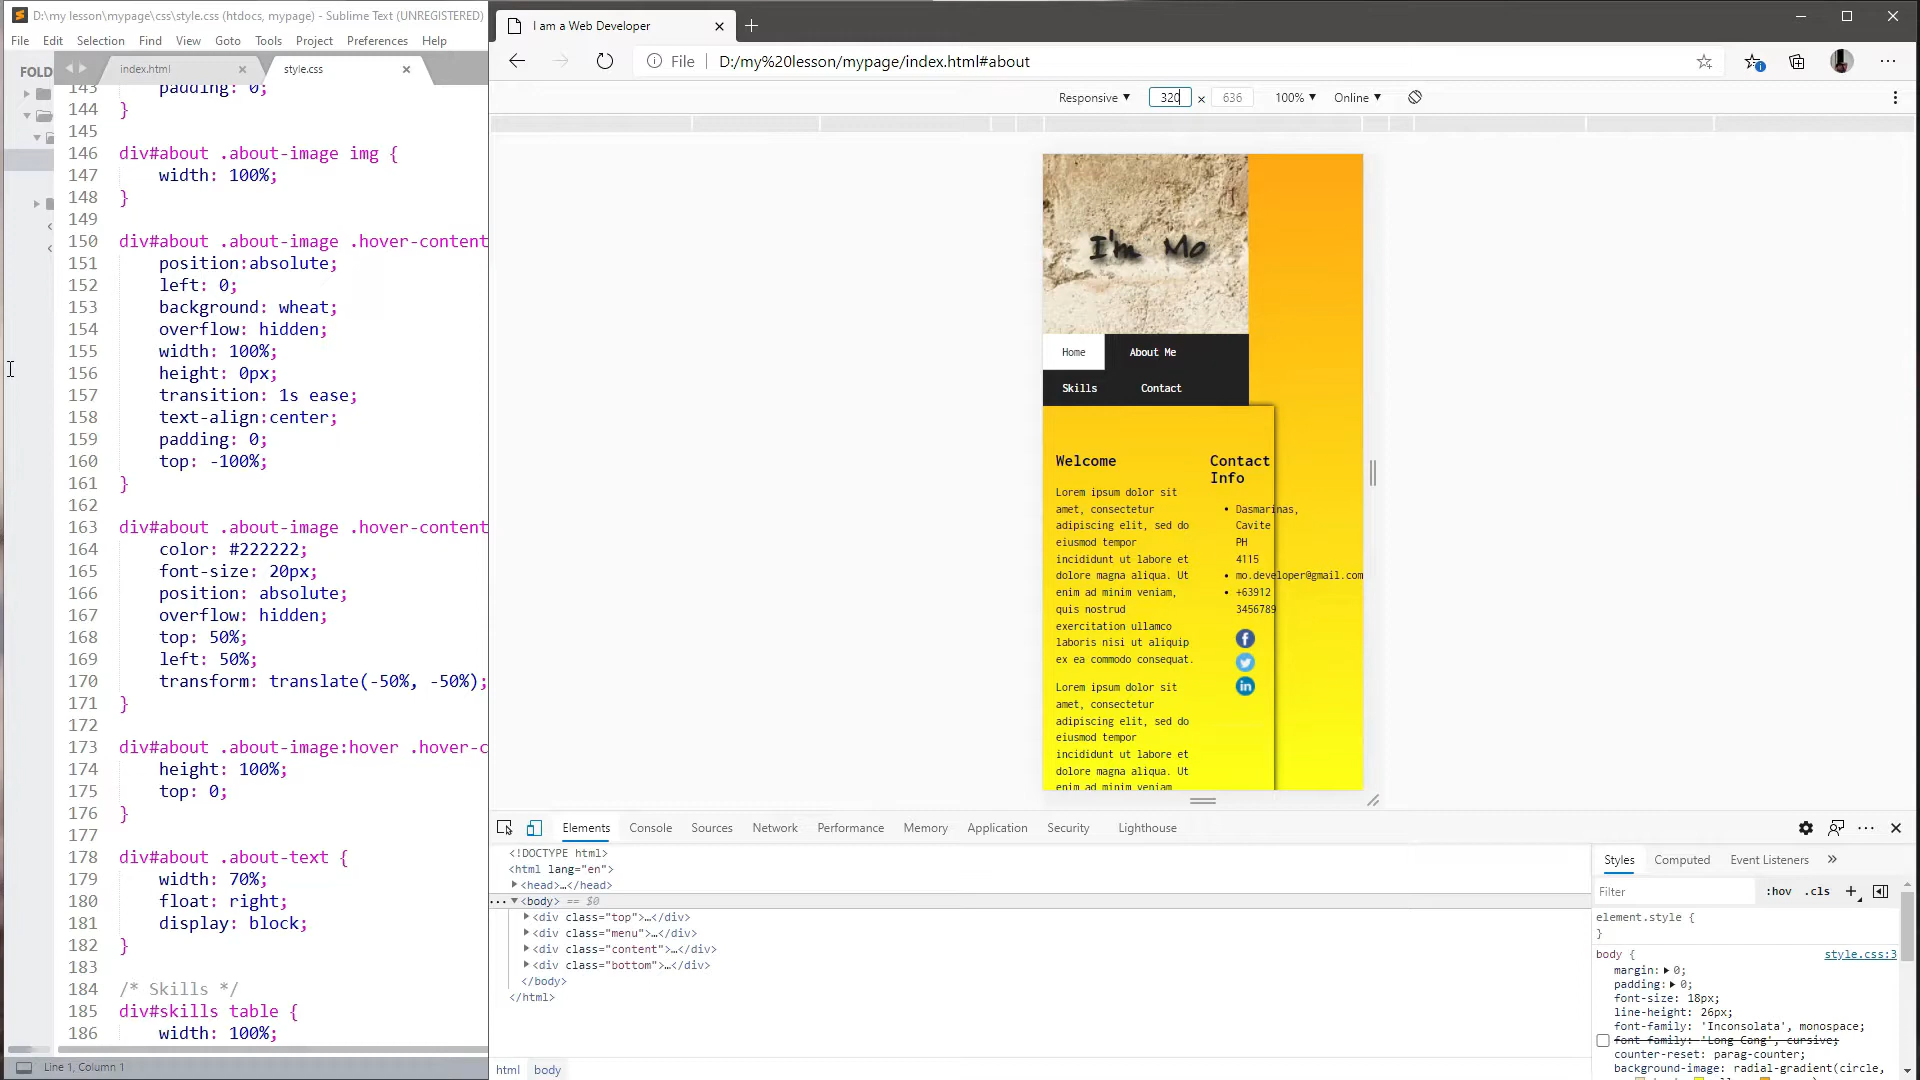 D:\my lesson\mypage\css\style.css (htdocs, mypage) - Sublime Text (UNREGISTERED)
File Edit Selection Find View Goto Tools Project Preferences Help
FOLD
index.html
style.css
143 padding: 0;
144 }
145
146 div#about .about-image img {
147 width: 100%;
148 }
149
150 div#about .about-image .hover-content
151 position:absolute;
152 left: 0;
153 background: wheat;
154 overflow: hidden;
155 width: 100%;
156 height: 0px;
157 transition: 1s ease;
158 text-align:center;
159 padding: 0;
160 top: -100%;
161 }
162
163 div#about .about-image .hover-content
164 color: #222222;
165 font-size: 20px;
166 position: absolute;
167 overflow: hidden;
168 top: 50%;
169 left: 50%;
170 transform: translate(-50%, -50%);
171 }
172
173 div#about .about-image:hover .hover-c
174 height: 100%;
175 top: 0;
176 }
177
178 div#about .about-text {
179 width: 70%;
180 float: right;
181 display: block;
182 }
183
184 /* Skills */
185 div#skills table {
186 width: 100%;
Line 1, Column 1
I am a Web Developer
File D:/my%20lesson/mypage/index.html#about
Responsive 320 × 636 100% Online
I'm Mo
Home About Me
Skills Contact
Welcome
Lorem ipsum dolor sit
amet, consectetur
adipiscing elit, sed do
eiusmod tempor
incididunt ut labore et
dolore magna aliqua. Ut
enim ad minim veniam,
quis nostrud
exercitation ullamco
laboris nisi ut aliquip
ex ea commodo consequat.
Lorem ipsum dolor sit
amet, consectetur
adipiscing elit, sed do
eiusmod tempor
incididunt ut labore et
dolore magna aliqua. Ut
enim ad minim veniam
Contact
Info
• Dasmarinas,
Cavite
PH
4115
• mo.developer@gmail.com
• +63912
3456789
f
in
Elements Console Sources Network Performance Memory Application Security Lighthouse
<!DOCTYPE html>
<html lang="en">
<head>…</head>
<body> == $0
<div class="top">…</div>
<div class="menu">…</div>
<div class="content">…</div>
<div class="bottom">…</div>
</body>
</html>
html body
Styles Computed Event Listeners »
Filter :hov .cls +
element.style {
}
body { style.css:3
margin: 0;
padding: 0;
font-size: 18px;
line-height: 26px;
font-family: 'Inconsolata', monospace;
font-family: 'Long Cang', cursive;
counter-reset: parag-counter;
background-image: radial-gradient(circle,